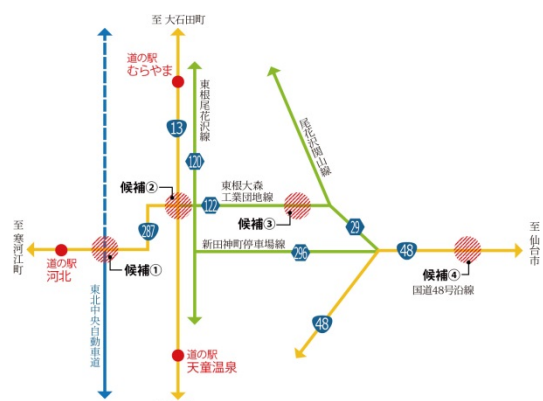 至 大石田町
道の駅
むらやま
東根尾花沢線
尾花沢関山線
13
120
候補②
東根大森
工業団地線
122
候補③
287
29
新田神町停車場線
296
48
至 寒河江町
道の駅
河北
候補①
候補④
国道48号沿線
至 仙台市
東北中央自動車道
48
道の駅
天童温泉